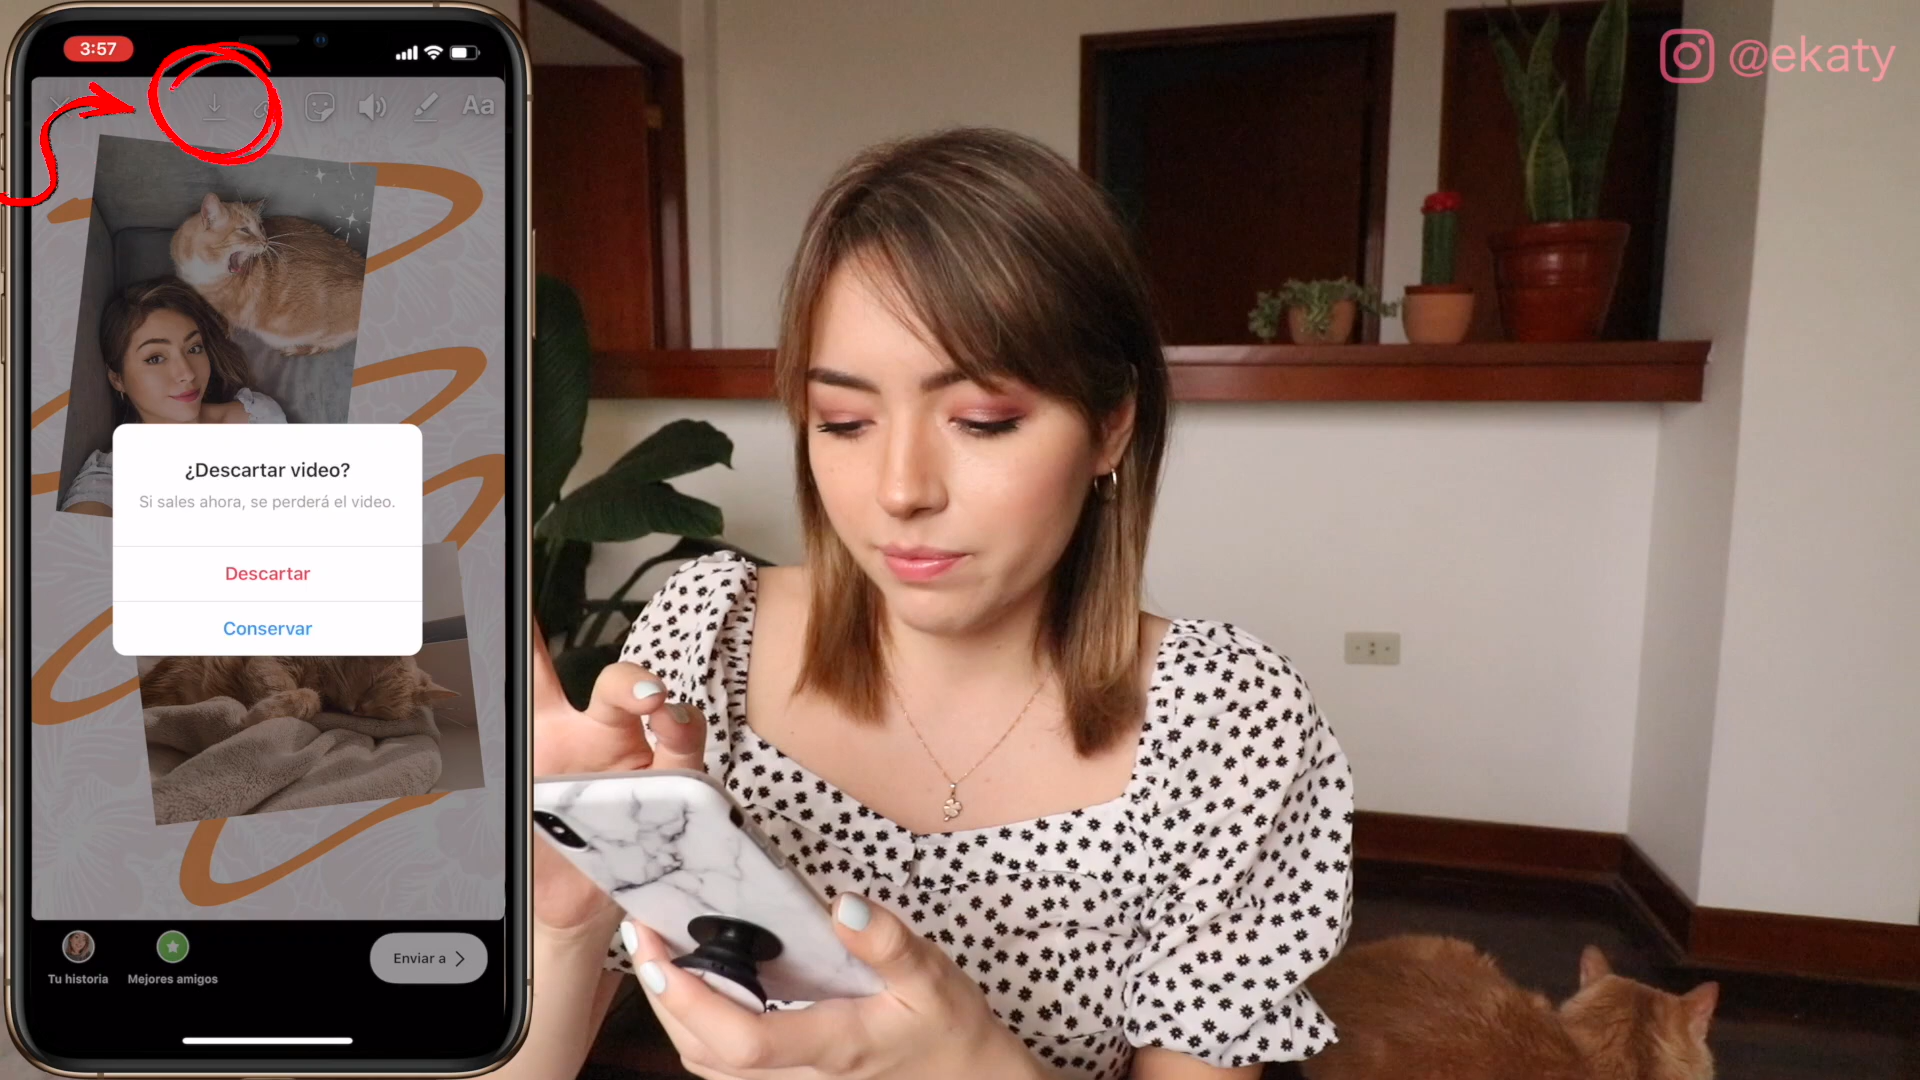 3:57
@ekaty
Aa
¿Descartar video?
Si sales ahora, se perderá el video.
Descartar
Conservar
Tu historia
Mejores amigos
Enviar a